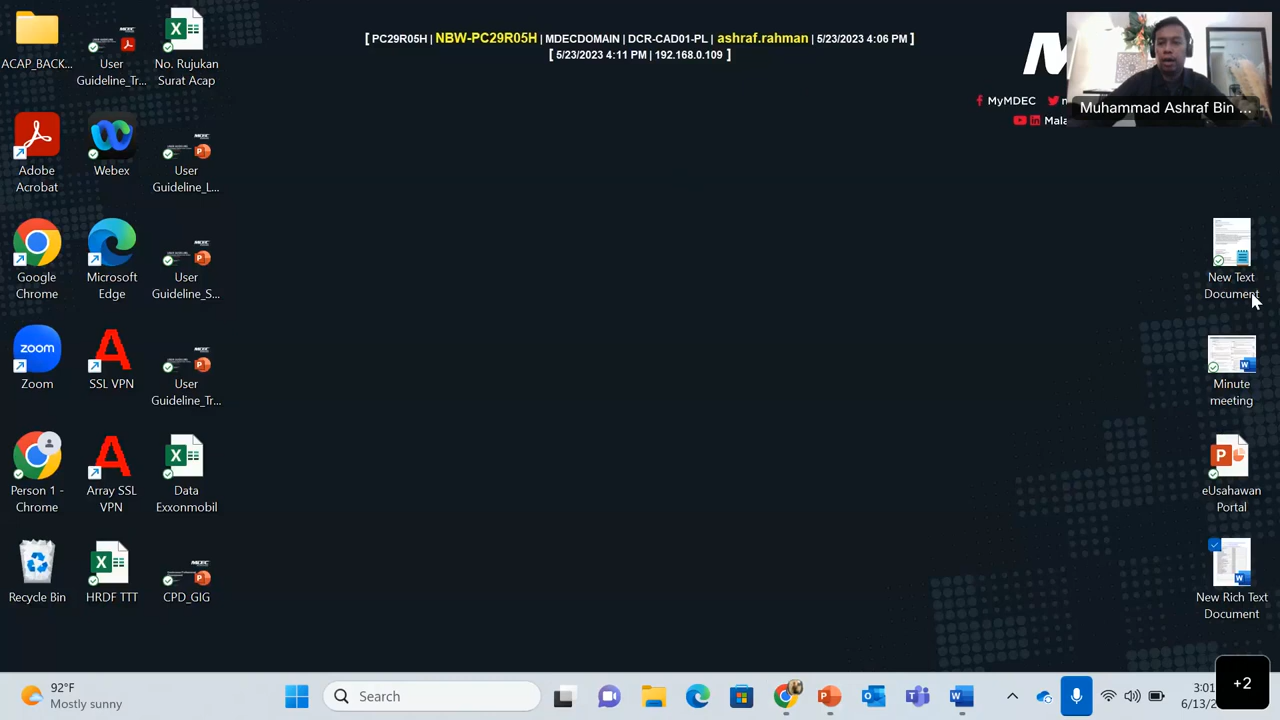 [ PC29R05H | NBW-PC29R05H | MDECDOMAIN | DCR-CAD01-PL | ashraf.rahman | 5/23/2023 4:06 PM ]
[ 5/23/2023 4:11 PM | 192.168.0.109 ]
MyMDEC
Mala
Muhammad Ashraf Bin ...
ACAP_BACK...
User
Guideline_Tr...
No. Rujukan
Surat Acap
Adobe
Acrobat
Webex
User
Guideline_L...
Google
Chrome
Microsoft
Edge
User
Guideline_S...
zoom
Zoom
SSL VPN
User
Guideline_Tr...
Person 1 -
Chrome
Array SSL
VPN
Data
Exxonmobil
Recycle Bin
HRDF TTT
CPD_GIG
New Text
Document
Minute
meeting
eUsahawan
Portal
New Rich Text
Document
92°F
Mostly sunny
Search
3:01
6/13/2
+2